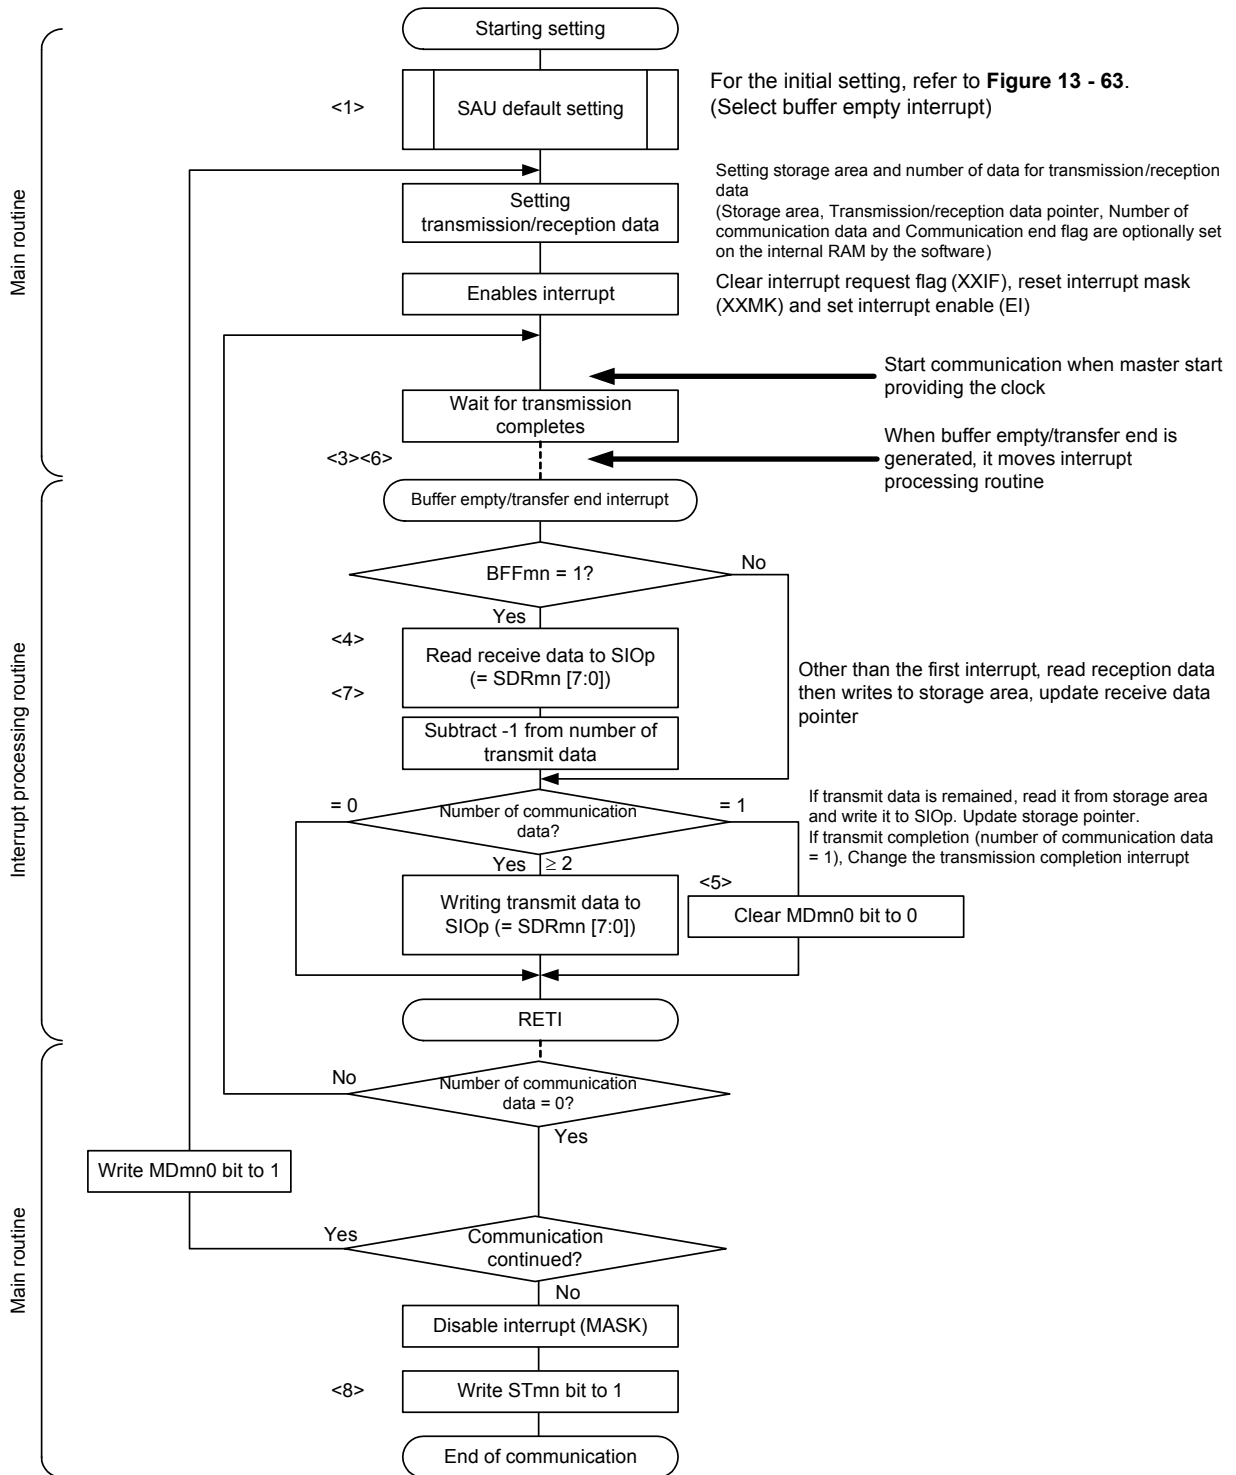 Starting setting
<1>
SAU default setting
For the initial setting, refer to Figure 13 - 63.
(Select buffer empty interrupt)
Main routine
Setting
transmission/reception data
Setting storage area and number of data for transmission/reception
data
(Storage area, Transmission/reception data pointer, Number of
communication data and Communication end flag are optionally set
on the internal RAM by the software)
Enables interrupt
Clear interrupt request flag (XXIF), reset interrupt mask
(XXMK) and set interrupt enable (EI)
Start communication when master start
providing the clock
Wait for transmission
completes
When buffer empty/transfer end is
generated, it moves interrupt
processing routine
<3><6>
Buffer empty/transfer end interrupt
Interrupt processing routine
BFFmn = 1?
No
Yes
<4>
Read receive data to SIOp
(= SDRmn [7:0])
<7>
Other than the first interrupt, read reception data
then writes to storage area, update receive data
pointer
Subtract -1 from number of
transmit data
= 0
Number of communication
data?
= 1
If transmit data is remained, read it from storage area
and write it to SIOp. Update storage pointer.
If transmit completion (number of communication data
= 1), Change the transmission completion interrupt
Yes ≥ 2
Writing transmit data to
SIOp (= SDRmn [7:0])
<5>
Clear MDmn0 bit to 0
RETI
No
Number of communication
data = 0?
Yes
Write MDmn0 bit to 1
Main routine
Yes
Communication
continued?
No
Disable interrupt (MASK)
<8>
Write STmn bit to 1
End of communication